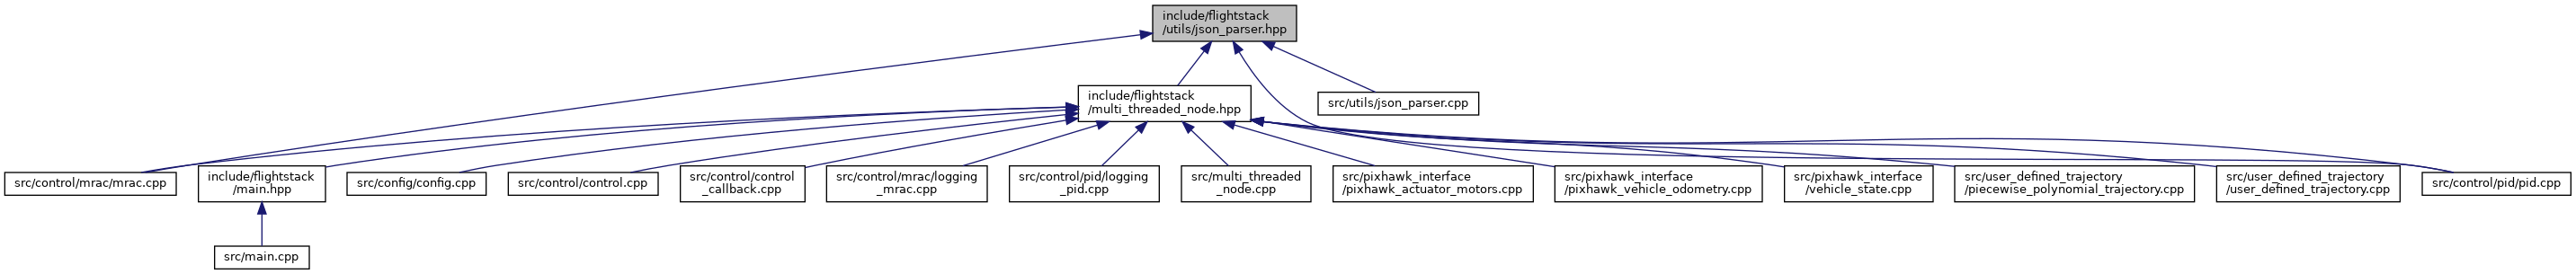 include/flightstack
/utils/json_parser.hpp
include/flightstack
/multi_threaded_node.hpp
src/utils/json_parser.cpp
src/control/mrac/mrac.cpp
include/flightstack
/main.hpp
src/config/config.cpp
src/control/control.cpp
src/control/control
_callback.cpp
src/control/mrac/logging
_mrac.cpp
src/control/pid/logging
_pid.cpp
src/multi_threaded
_node.cpp
src/pixhawk_interface
/pixhawk_actuator_motors.cpp
src/pixhawk_interface
/pixhawk_vehicle_odometry.cpp
src/pixhawk_interface
/vehicle_state.cpp
src/user_defined_trajectory
/piecewise_polynomial_trajectory.cpp
src/user_defined_trajectory
/user_defined_trajectory.cpp
src/control/pid/pid.cpp
src/main.cpp